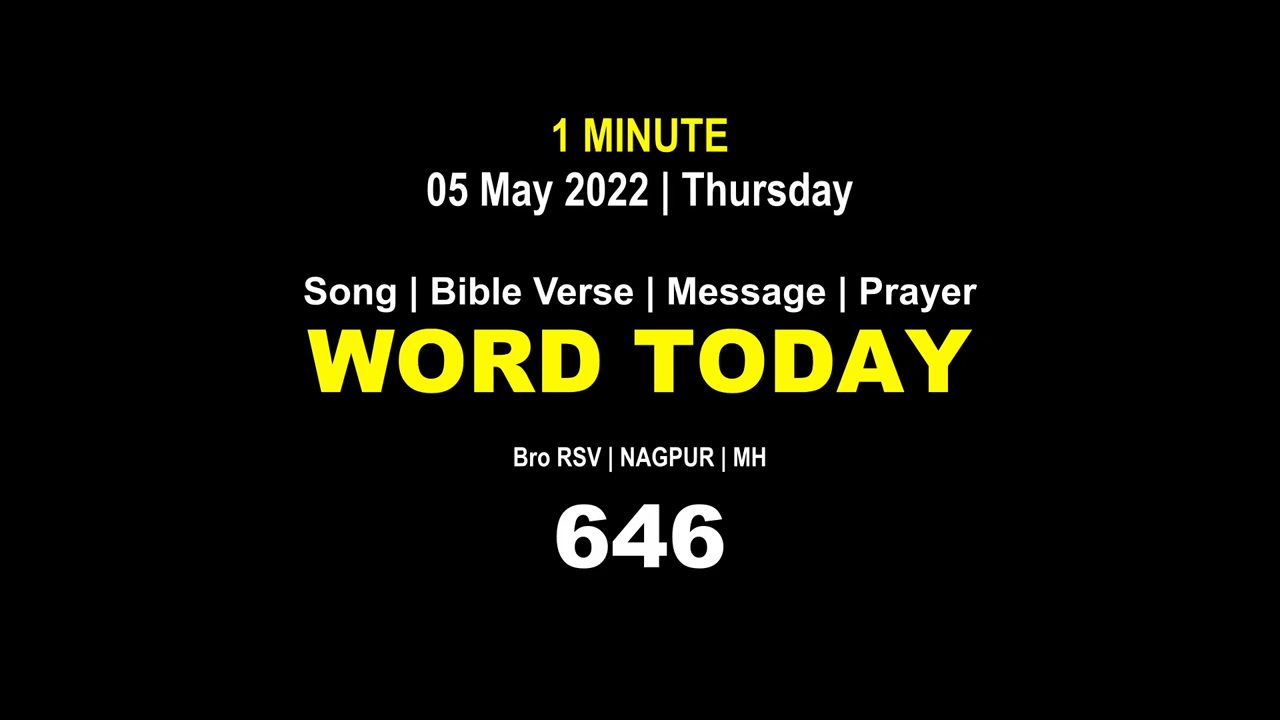 1 MINUTE
05 May 2022 | Thursday
Song | Bible Verse | Message | Prayer
WORD TODAY
Bro RSV | NAGPUR | MH
646